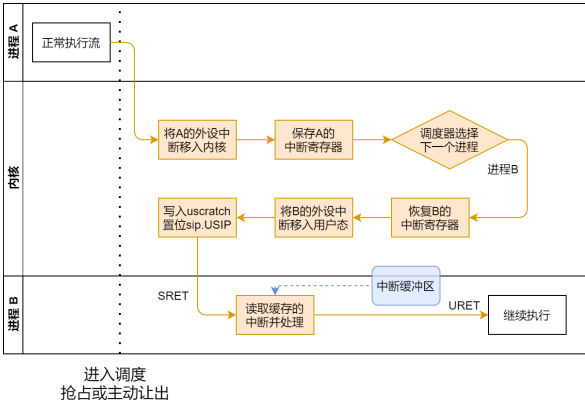 进程 A
正常执行流
内核
将A的外设中
断移入内核
保存A的
中断寄存器
调度器选择
下一个进程
进程B
写入uscratch
置位sip.USIP
将B的外设中
断移入用户态
恢复B的
中断寄存器
进程 B
SRET
读取缓存的
中断并处理
中断缓冲区
URET
继续执行
进入调度
抢占或主动让出